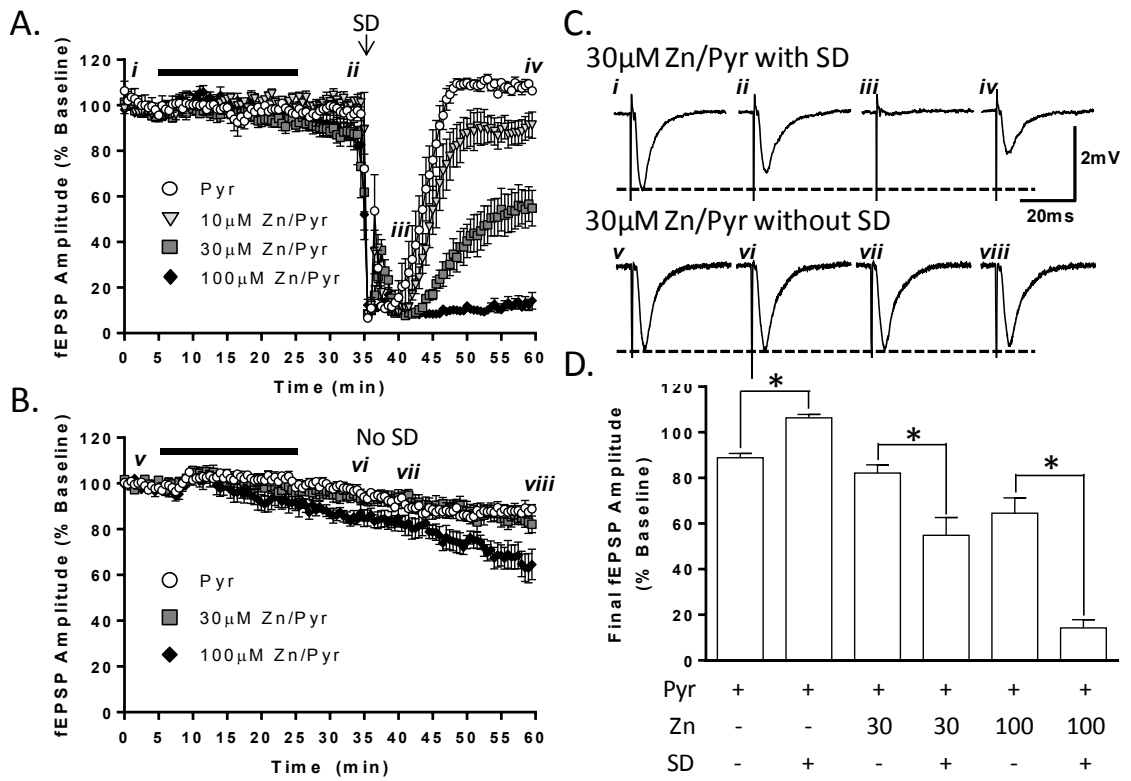 A.
SD
fEPSP Amplitude (% Baseline)
120
100
80
60
40
20
0
i
ii
iii
iv
Pyr
10μM Zn/Pyr
30μM Zn/Pyr
100μM Zn/Pyr
0 5 10 15 20 25 30 35 40 45 50 55 60
Time (min)
B.
No SD
fEPSP Amplitude (% Baseline)
120
100
80
60
40
20
0
v
vi
vii
viii
Pyr
30μM Zn/Pyr
100μM Zn/Pyr
0 5 10 15 20 25 30 35 40 45 50 55 60
Time (min)
C.
30μM Zn/Pyr with SD
i ii iii iv
2mV
20ms
30μM Zn/Pyr without SD
v vi vii viii
D.
Final fEPSP Amplitude
(% Baseline)
120
100
80
60
40
20
0
* * *
Pyr + + + + + +
Zn - - 30 30 100 100
SD - + - + - +